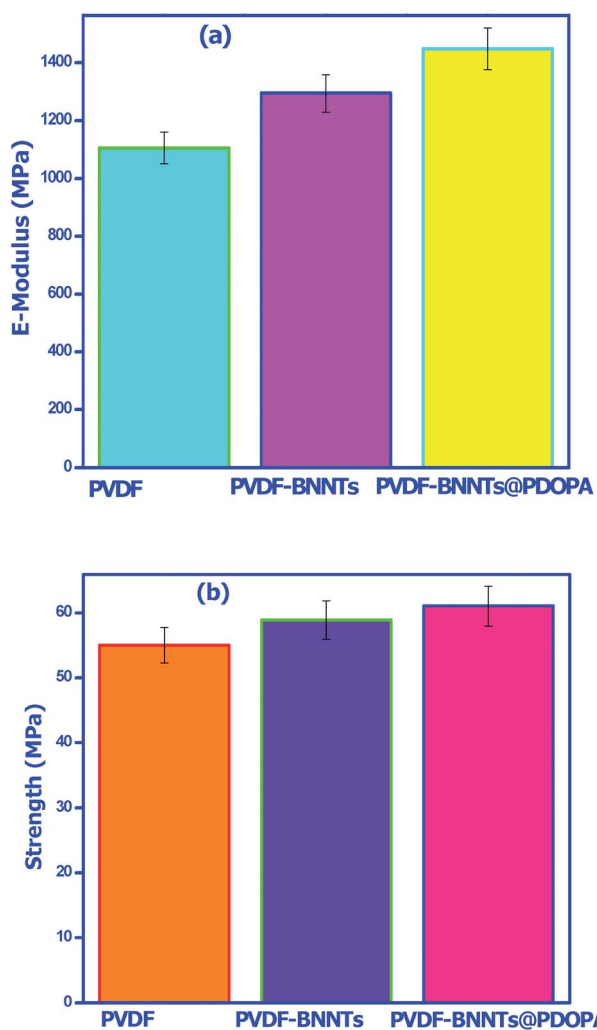 (a)
E-Modulus (MPa)
1400
1200
1000
800
600
400
200
0
PVDF
PVDF-BNNTs
PVDF-BNNTs@PDOPA
(b)
Strength (MPa)
60
50
40
30
20
10
0
PVDF
PVDF-BNNTs
PVDF-BNNTs@PDOPA